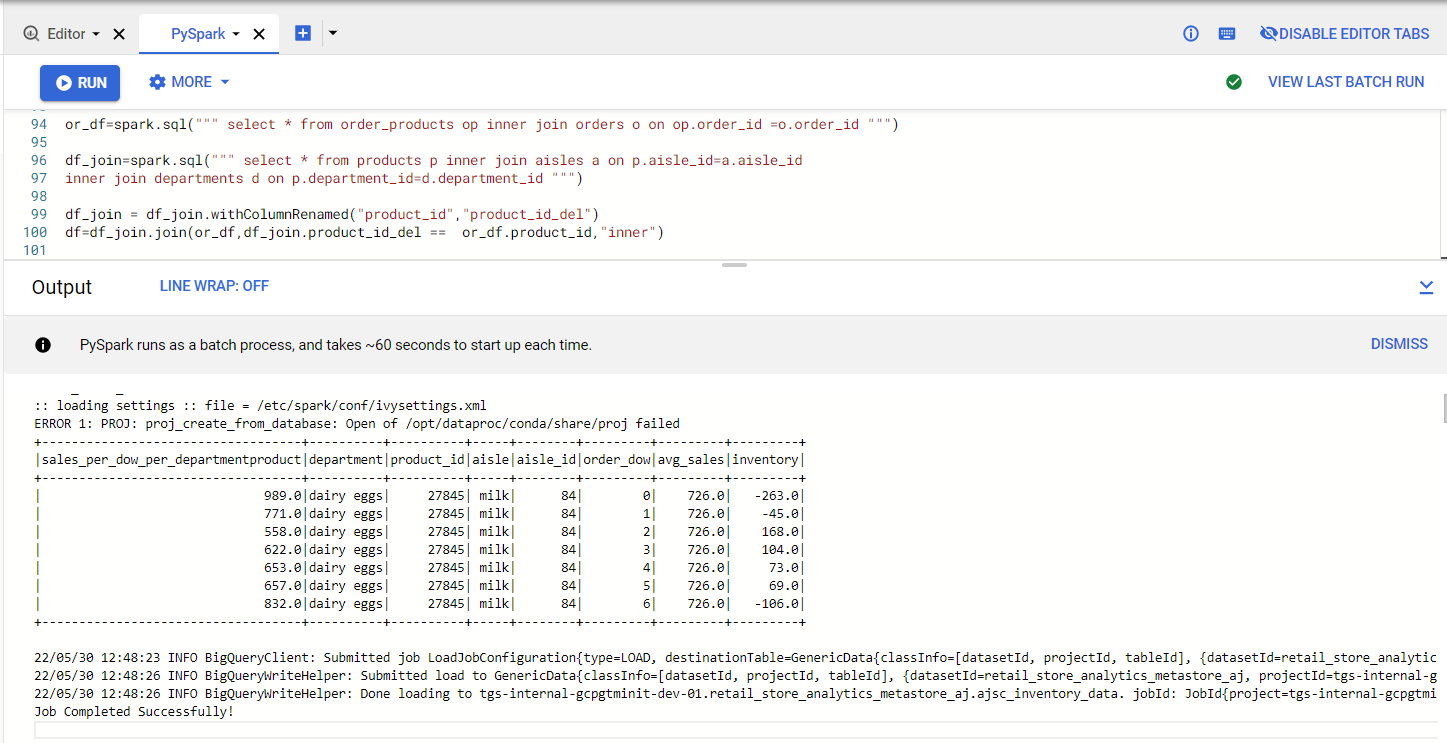 Editor
PySpark
DISABLE EDITOR TABS
RUN
MORE
VIEW LAST BATCH RUN
94 or_df=spark.sql(""" select * from order_products op inner join orders o on op.order_id =o.order_id """)
95
96 df_join=spark.sql(""" select * from products p inner join aisles a on p.aisle_id=a.aisle_id
97 inner join departments d on p.department_id=d.department_id """)
98
99 df_join = df_join.withColumnRenamed("product_id","product_id_del")
100 df=df_join.join(or_df,df_join.product_id_del ==  or_df.product_id,"inner")
101
Output
LINE WRAP: OFF
PySpark runs as a batch process, and takes ~60 seconds to start up each time.
DISMISS
:: loading settings :: file = /etc/spark/conf/ivysettings.xml
ERROR 1: PROJ: proj_create_from_database: Open of /opt/dataproc/conda/share/proj failed
+-----------------------------------+----------+----------+-----+--------+---------+---------+---------+
|sales_per_dow_per_departmentproduct|department|product_id|aisle|aisle_id|order_dow|avg_sales|inventory|
+-----------------------------------+----------+----------+-----+--------+---------+---------+---------+
|                              989.0|dairy eggs|     27845| milk|      84|        0|    726.0|   -263.0|
|                              771.0|dairy eggs|     27845| milk|      84|        1|    726.0|    -45.0|
|                              558.0|dairy eggs|     27845| milk|      84|        2|    726.0|    168.0|
|                              622.0|dairy eggs|     27845| milk|      84|        3|    726.0|    104.0|
|                              653.0|dairy eggs|     27845| milk|      84|        4|    726.0|     73.0|
|                              657.0|dairy eggs|     27845| milk|      84|        5|    726.0|     69.0|
|                              832.0|dairy eggs|     27845| milk|      84|        6|    726.0|   -106.0|
+-----------------------------------+----------+----------+-----+--------+---------+---------+---------+
22/05/30 12:48:23 INFO BigQueryClient: Submitted job LoadJobConfiguration{type=LOAD, destinationTable=GenericData{classInfo=[datasetId, projectId, tableId], {datasetId=retail_store_analytic
22/05/30 12:48:26 INFO BigQueryWriteHelper: Submitted load to GenericData{classInfo=[datasetId, projectId, tableId], {datasetId=retail_store_analytics_metastore_aj, projectId=tgs-internal-g
22/05/30 12:48:26 INFO BigQueryWriteHelper: Done loading to tgs-internal-gcpgtminit-dev-01.retail_store_analytics_metastore_aj.ajsc_inventory_data. jobId: JobId{project=tgs-internal-gcpgtmi
Job Completed Successfully!